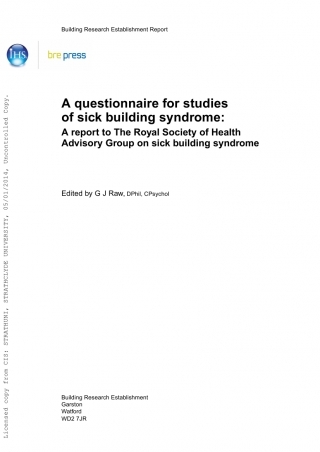 Building Research Establishment Report
IHS
bre press
A questionnaire for studies
of sick building syndrome:
A report to The Royal Society of Health
Advisory Group on sick building syndrome
Edited by G J Raw, DPhil, CPsychol
Building Research Establishment
Garston
Watford
WD2 7JR
Licensed copy from CIS: STRATHUNI, STRATHCLYDE UNIVERSITY, 05/01/2014, Uncontrolled Copy.